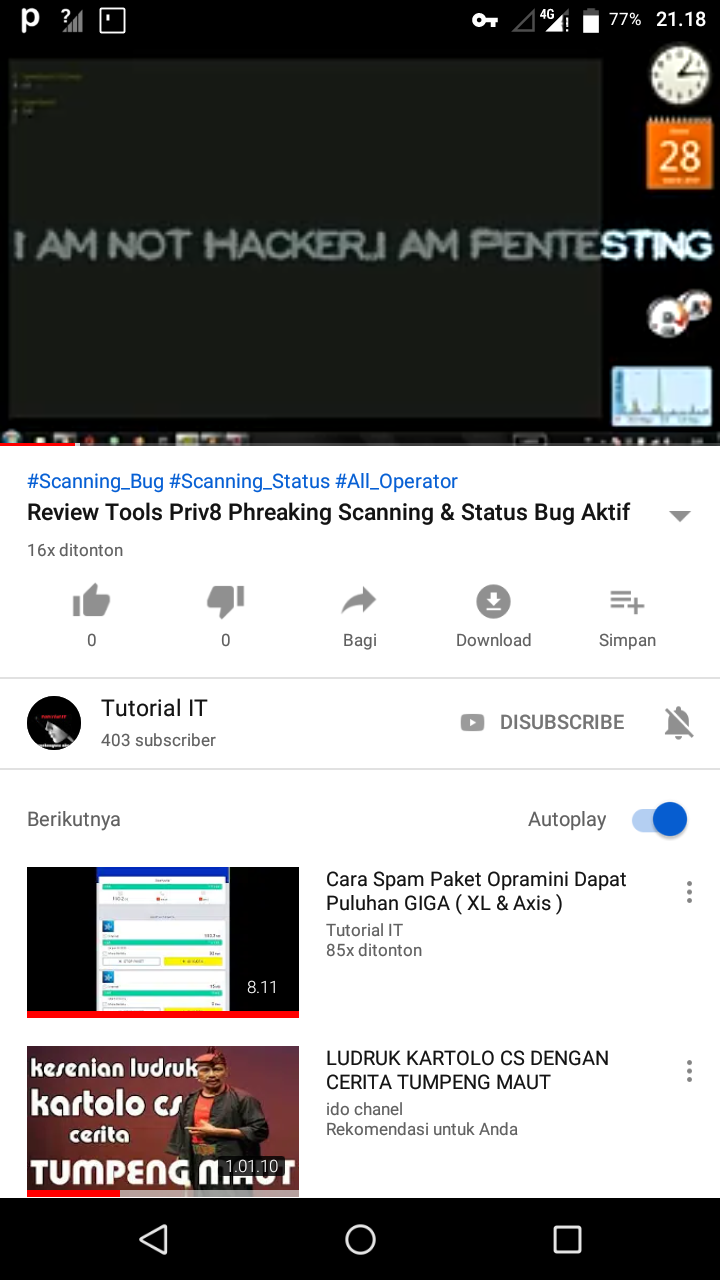 4G
77%
21.18
28
I AM NOT HACKER,I AM PENTESTING
#Scanning_Bug #Scanning_Status #All_Operator
Review Tools Priv8 Phreaking Scanning & Status Bug Aktif
16x ditonton
0
0
Bagi
Download
Simpan
Tutorial IT
403 subscriber
DISUBSCRIBE
Berikutnya
Autoplay
Cara Spam Paket Opramini Dapat
Puluhan GIGA ( XL & Axis )
Tutorial IT
85x ditonton
8.11
LUDRUK KARTOLO CS DENGAN
CERITA TUMPENG MAUT
ido chanel
Rekomendasi untuk Anda
kesenian ludruk
kartolo cs
cerita
TUMPENG MAUT
1.01.10